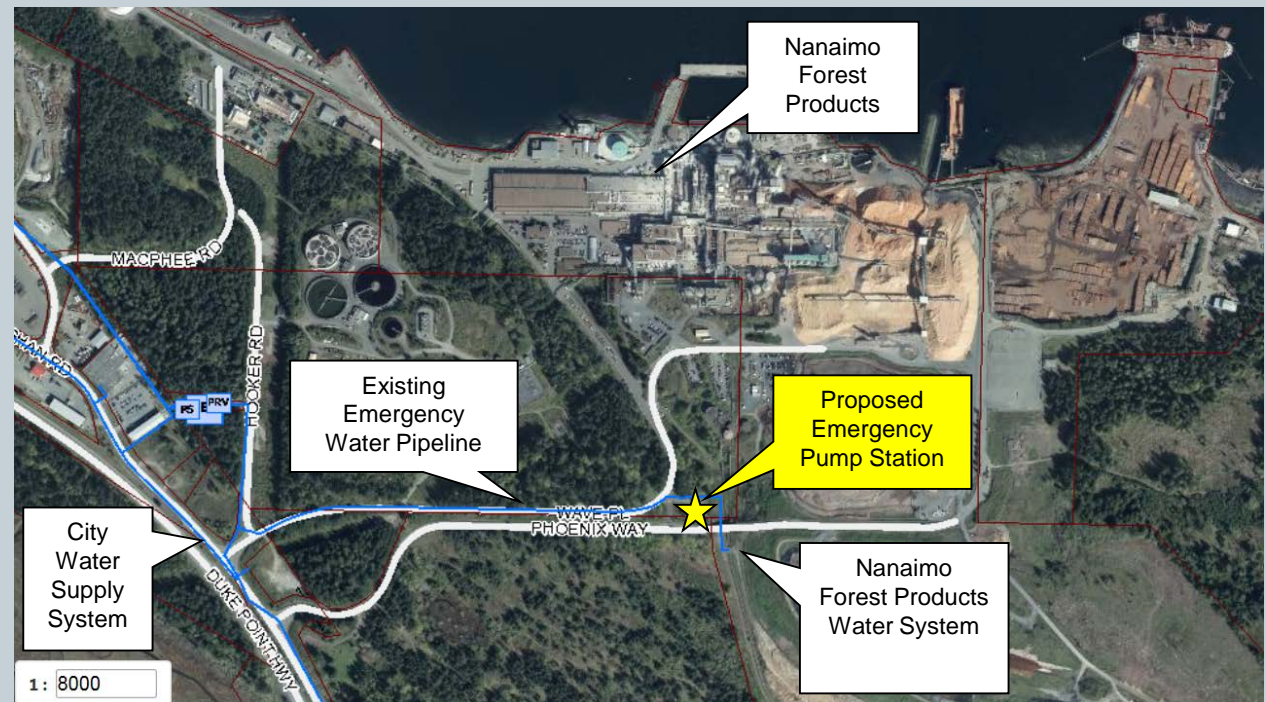 Nanaimo
Forest
Products
MACPHEE RD
HOOKER RD
PS
PRV
Existing
Emergency
Water Pipeline
Proposed
Emergency
Pump Station
WAVE PL
PHOENIX WAY
City
Water
Supply
System
DUKE POINT HWY
Nanaimo
Forest Products
Water System
1: 8000